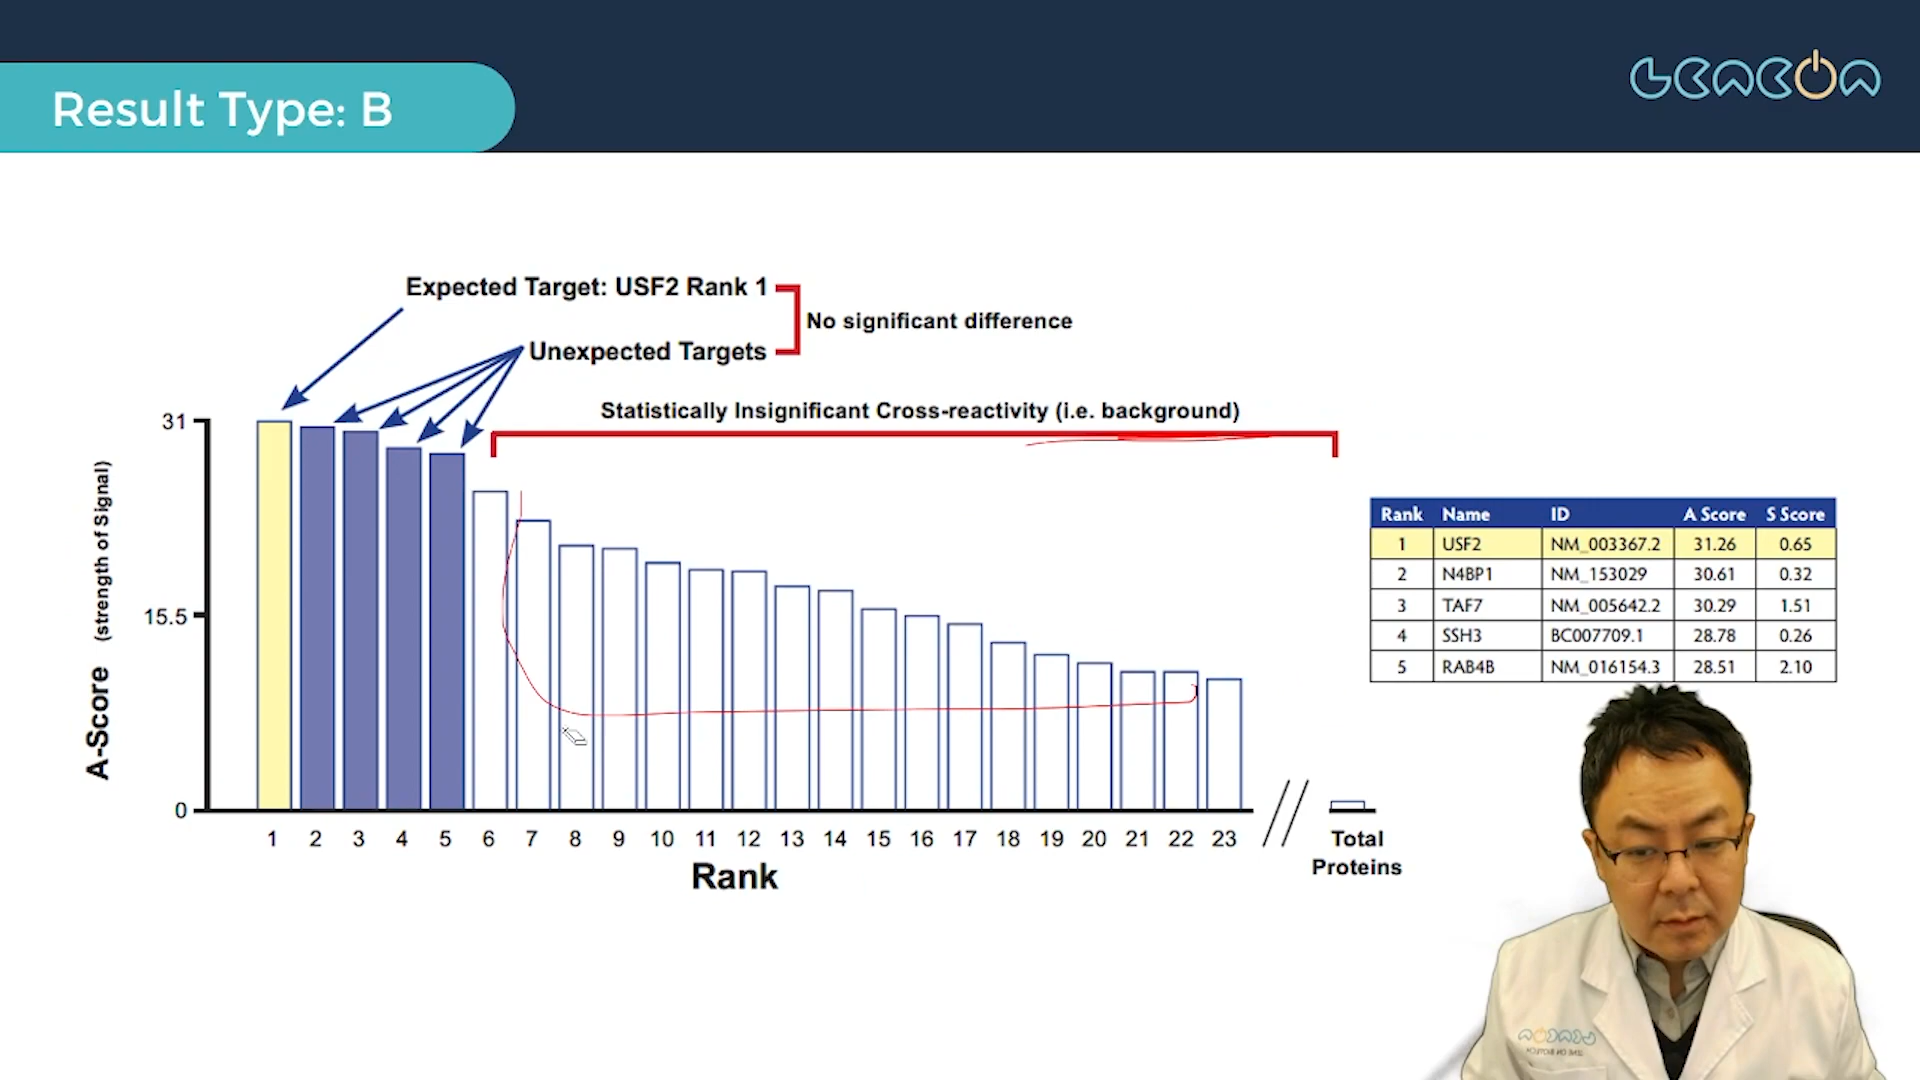 Result Type: B
LEMEON
Expected Target: USF2 Rank 1
No significant difference
Unexpected Targets
Statistically Insignificant Cross-reactivity (i.e. background)
31
15.5
0
A-Score (strength of Signal)
1 2 3 4 5 6 7 8 9 10 11 12 13 14 15 16 17 18 19 20 21 22 23
Rank
Total
Proteins
Rank Name ID A Score S Score
1 USF2 NM_003367.2 31.26 0.65
2 N4BP1 NM_153029 30.61 0.32
3 TAF7 NM_005642.2 30.29 1.51
4 SSH3 BC007709.1 28.78 0.26
5 RAB4B NM_016154.3 28.51 2.10